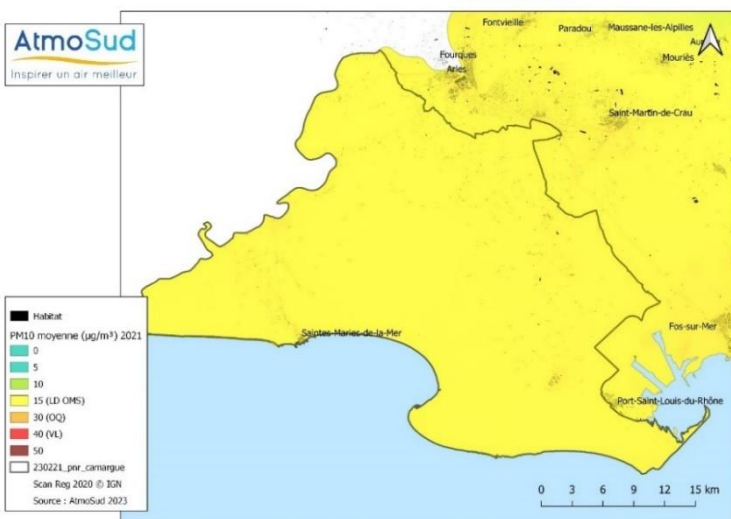 AtmoSud
Inspirer un air meilleur
Fontvieille
Paradou
Maussane-les-Alpilles
Fourques
Mouriès
Arles
Saint-Martin-de-Crau
Saintes-Maries-de-la-Mer
Fos-sur-Mer
Port-Saint-Louis-du-Rhône
Habitat
PM10 moyenne (µg/m³) 2021
0
5
10
15 (LD OMS)
30 (OQ)
40 (VL)
50
230221_pnr_camargue
Scan Reg 2020 © IGN
Source : AtmoSud 2023
0 3 6 9 12 15 km